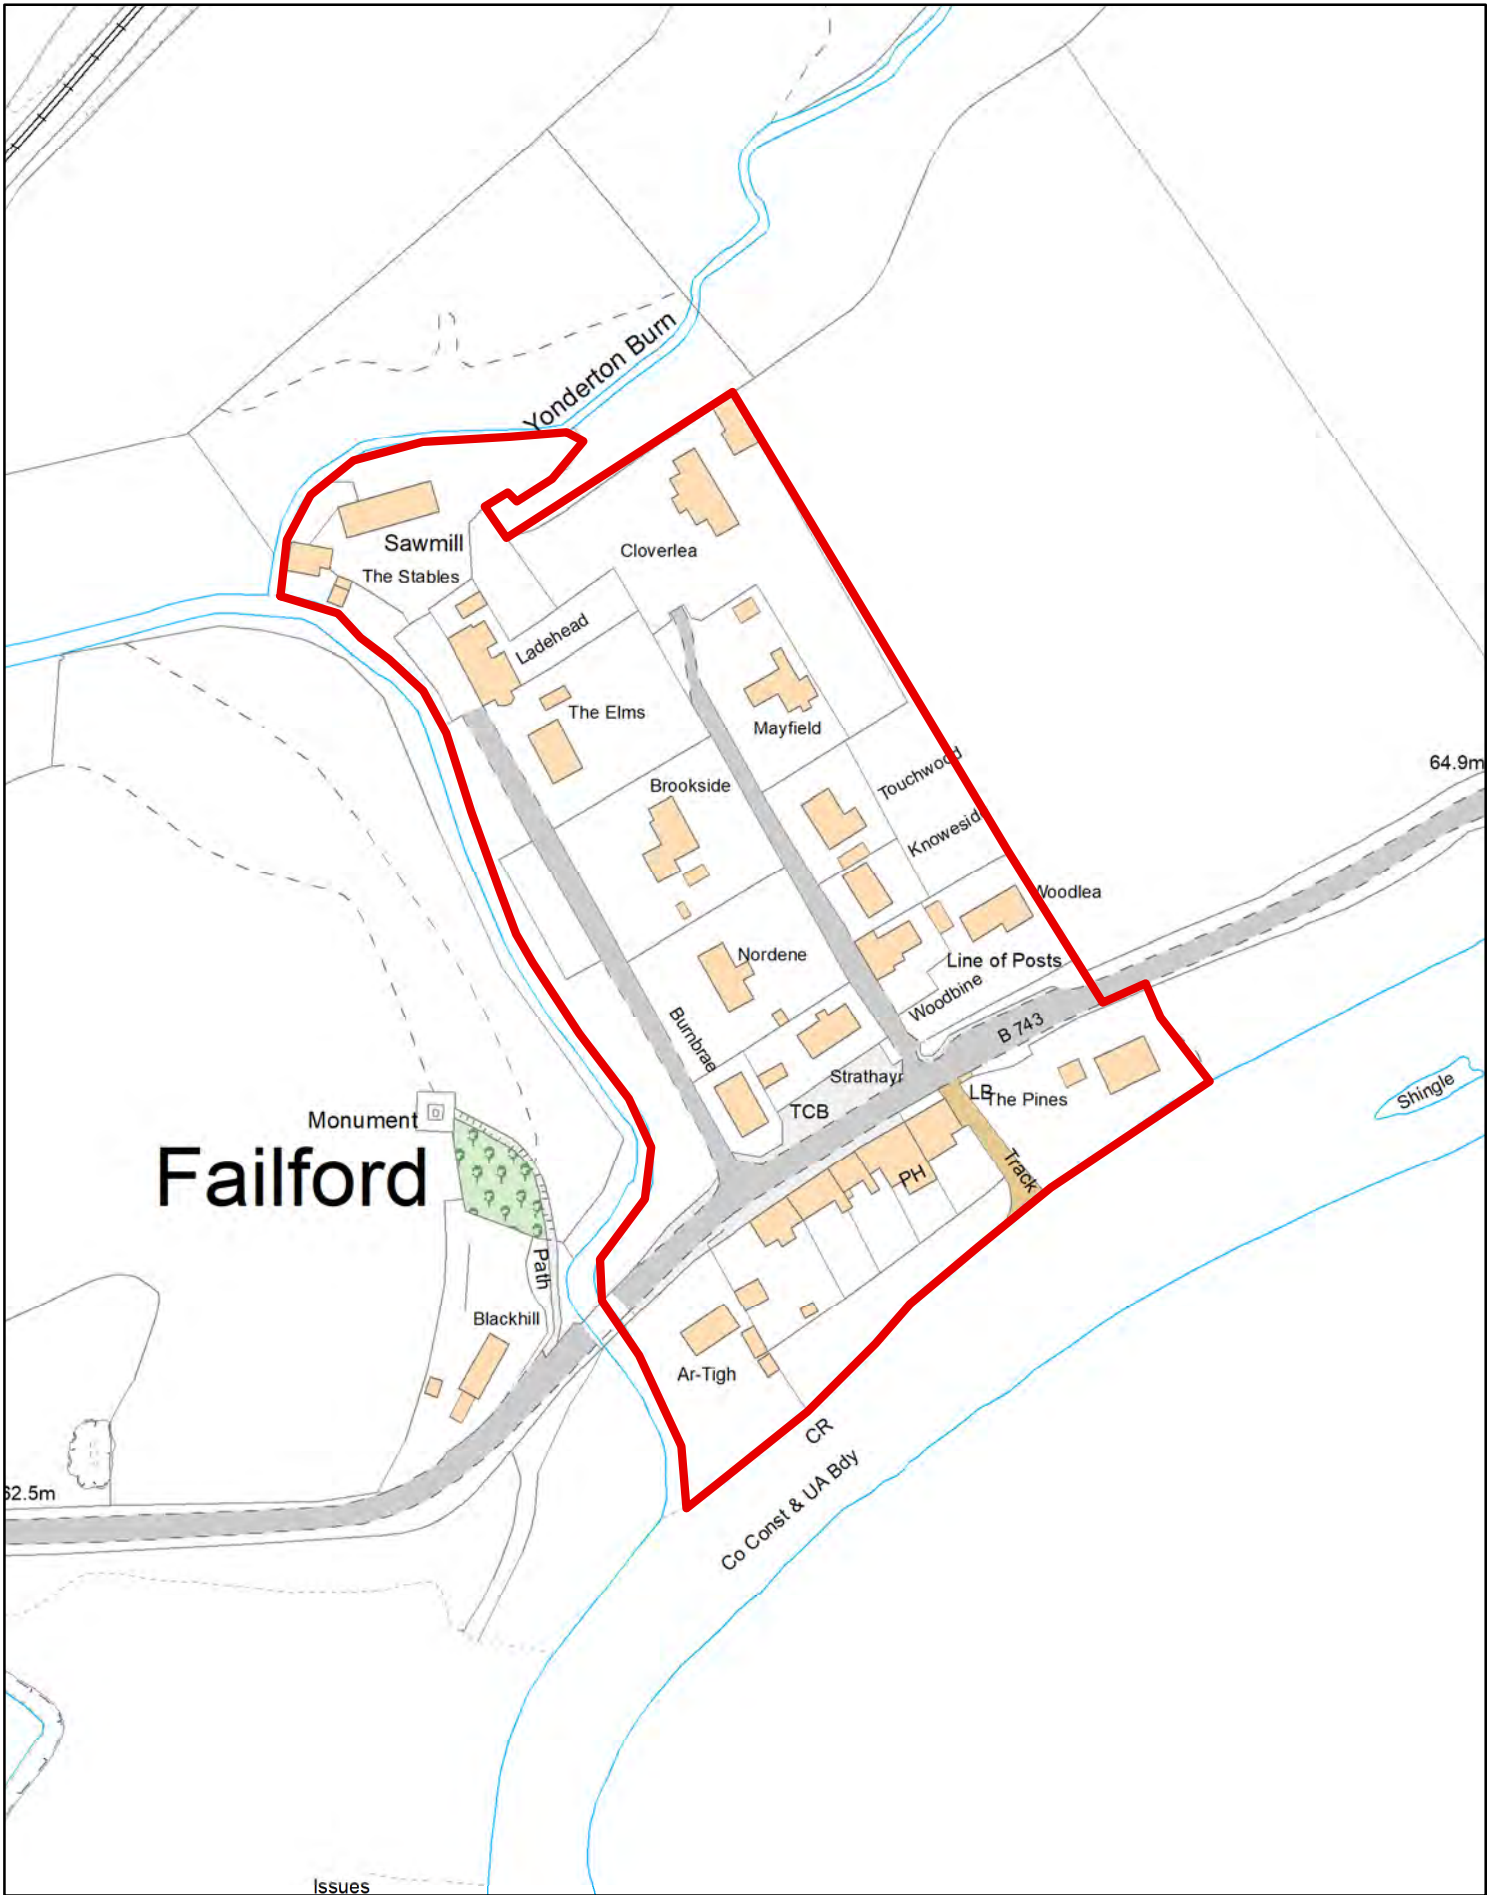 Yonderton Burn
Sawmill
Cloverlea
The Stables
Ladehead
The Elms
Mayfield
Touchwood
64.9m
Brookside
Knowesid
Woodlea
Nordene
Line of Posts
Woodbine
B 743
Burnbrae
Strathayr
LB
The Pines
Shingle
TCB
Monument
Failford
PH
Track
Path
Blackhill
Ar-Tigh
CR
62.5m
Co Const & UA Bdy
Issues